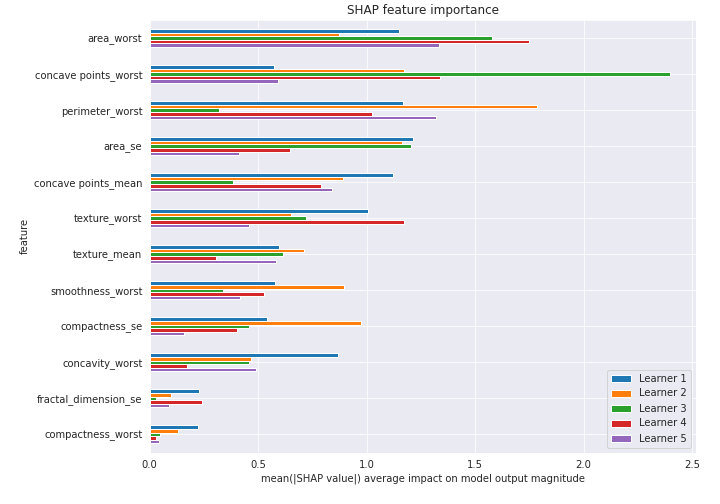 SHAP feature importance
area_worst
concave points_worst
perimeter_worst
area_se
concave points_mean
texture_worst
texture_mean
smoothness_worst
compactness_se
concavity_worst
fractal_dimension_se
compactness_worst
feature
Learner 1
Learner 2
Learner 3
Learner 4
Learner 5
0.0 0.5 1.0 1.5 2.0 2.5
mean(|SHAP value|) average impact on model output magnitude